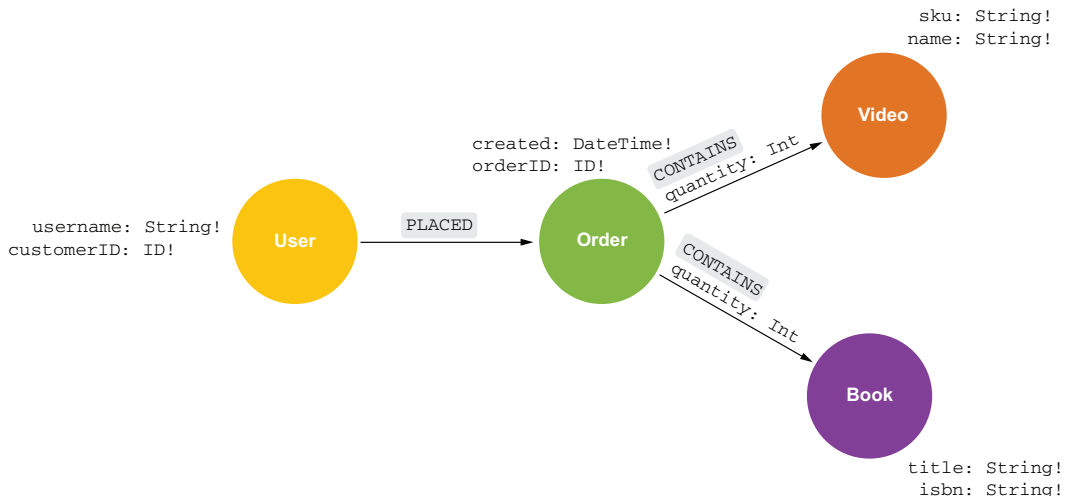 sku: String!
name: String!
Video
created: DateTime!
orderID: ID!
CONTAINS
quantity: Int
username: String!
customerID: ID!
User
PLACED
Order
CONTAINS
quantity: Int
Book
title: String!
isbn: String!